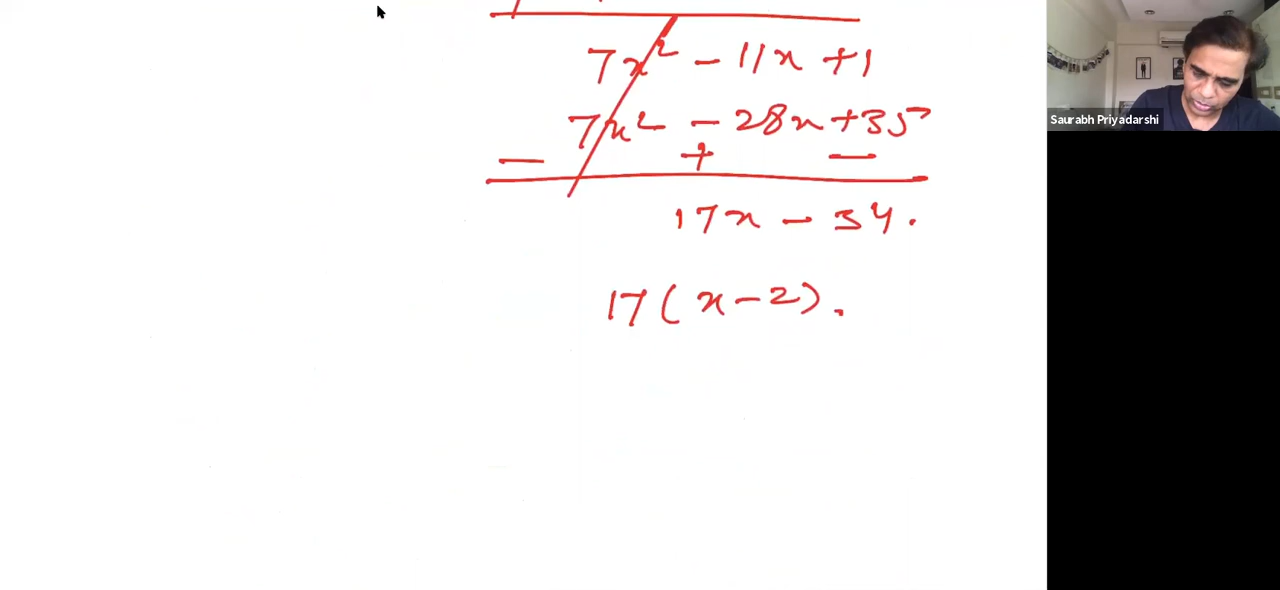 7x² - 11x + 1
7x² - 28x + 35
- + -
17x - 34.
17(x-2).
Saurabh Priyadarshi